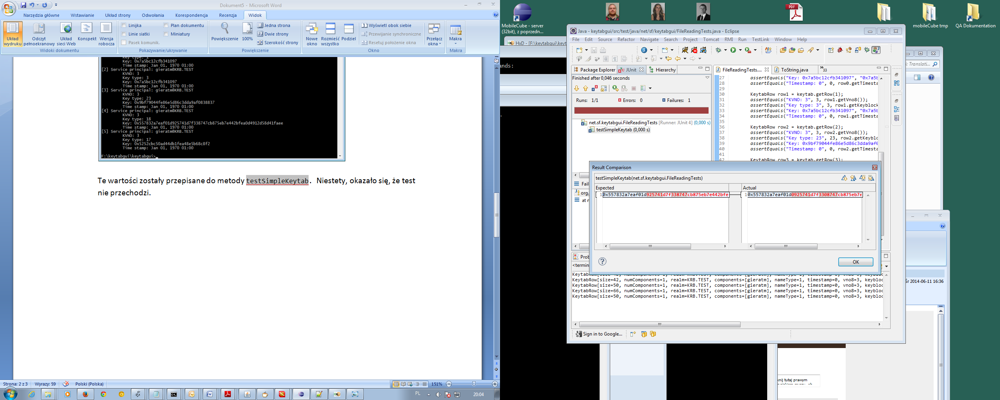 Dokument5 - Microsoft Word
Narzędzia główne
Wstawianie
Układ strony
Odwołania
Korespondencja
Recenzja
Widok
Układ wydruku
Odczyt pełnoekranowy
Układ sieci Web
Konspekt
Wersja robocza
Widoki dokumentu
Linijka
Linie siatki
Pasek komunik.
Plan dokumentu
Miniatury
Pokazywanie/ukrywanie
Powiększenie
100%
Jedna strona
Dwie strony
Szerokość strony
Powiększenie
Nowe okno
Rozmieść wszystko
Podziel
Wyświetl obok siebie
Przewijanie synchroniczne
Resetuj położenie okna
Przełącz okna
Okno
Makra
Makra
Key type: 1
Key: 0x7a5bc12cfb341097
Time stamp: Jan 01, 1970 01:00
[2] Service principal: gieratm@KRB.TEST
KVNO: 3
Key type: 3
Key: 0x7a5bc12cfb341097
Time stamp: Jan 01, 1970 01:00
[3] Service principal: gieratm@KRB.TEST
KVNO: 3
Key type: 23
Key: 0x9bf79044fe86e5d86c3dda9af0838837
Time stamp: Jan 01, 1970 01:00
[4] Service principal: gieratm@KRB.TEST
KVNO: 3
Key type: 18
Key: 0x557832a7eaf01d925741d7f338747cb875eb7e442bfea0d4912d58d41faee
Time stamp: Jan 01, 1970 01:00
[5] Service principal: gieratm@KRB.TEST
KVNO: 3
Key type: 17
Key: 0x5252cbc50ad44db1fea48e5b68c8f2
Time stamp: Jan 01, 1970 01:00
F:\keytabgui\keytabgui>_
Te wartości zostały przepisane do metody testSimpleKeytab. Niestety, okazało się, że test
nie przechodzi.
Strona: 2 z 3
Wyrazy: 59
Polski (Polska)
151%
PL
20:04
MobileCube - server
(32bit), z poprzedn...
PDF
mobileCube tmp
QA Dokumentation
HxD - [F:\keytabgui\keyt
ands:
: Translati...
Java - keytabgui/src/test/java/net/sf/keytabgui/FileReadingTests.java - Eclipse
File Edit Source Refactor Navigate Search Project Tomcat RMI Run TestLink Window Help
Package Explorer
JUnit
Hierarchy
Finished after 0,046 seconds
Runs: 1/1
Errors: 0
Failures: 1
net.sf.keytabgui.FileReadingTests [Runner: JUnit 4] (0,000 s)
testSimpleKeytab (0,000 s)
Fail
org.
at n
FileReadingTests....
ToString.java
33
27 assertEquals("Key: 0x7a5bc12cfb341097", "0x7a5b
28 assertEquals("Timestamp: 0", 0, row0.getTimesta
29
30 KeytabRow row1 = keytab.getRow(1);
31 assertEquals("KVNO: 3", 3, row1.getVno8());
32 assertEquals("Key type: 3", 3, row1.getKeyblock
33 assertEquals("Key: 0x7a5bc12cfb341097", "0x7a5b
34 assertEquals("Timestamp: 0", 0, row1.getTimesta
35
36 KeytabRow row2 = keytab.getRow(2);
37 assertEquals("KVNO: 3", 3, row2.getVno8());
38 assertEquals("Key type: 23", 23, row2.getKeyblo
39 assertEquals("Key: 0x9bf79044fe86e5d86c3dda9af0
40 assertEquals("Timestamp: 0", 0, row2.getTimesta
41
42 KeytabRow row3 = keytab.getRow(3);
Result Comparison
testSimpleKeytab(net.sf.keytabgui.FileReadingTests)
Expected
Actual
1 0x557832a7eaf01d925741d7f338747cb875eb7e442bfe
1 0x557832a7eaf01d0925741d7f3308747cb875eb7e
OK
Prob
<termin
KeytabRow[size=42, numComponents=1, realm=KRB.TEST, components=[gieratm], nameType=1, timestamp=0, vno8=3, keybloc
KeytabRow[size=42, numComponents=1, realm=KRB.TEST, components=[gieratm], nameType=1, timestamp=0, vno8=3, keybloc
KeytabRow[size=50, numComponents=1, realm=KRB.TEST, components=[gieratm], nameType=1, timestamp=0, vno8=3, keybloc
KeytabRow[size=66, numComponents=1, realm=KRB.TEST, components=[gieratm], nameType=1, timestamp=0, vno8=3, keybloc
KeytabRow[size=50, numComponents=1, realm=KRB.TEST, components=[gieratm], nameType=1, timestamp=0, vno8=3, keybloc
Sign in to Google...
Śr 2014-06-11 16:36
knij tutaj prawym